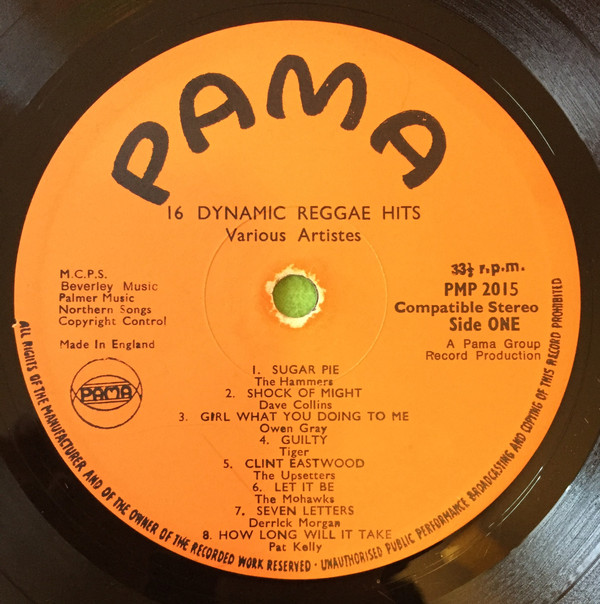 PAMA
16 DYNAMIC REGGAE HITS
Various Artistes
M.C.P.S.
Beverley Music
Palmer Music
Northern Songs
Copyright Control
Made In England
PAMA
33⅓ r.p.m.
PMP 2015
Compatible Stereo
Side ONE
A Pama Group
Record Production
1. SUGAR PIE
The Hammers
2. SHOCK OF MIGHT
Dave Collins
3. GIRL WHAT YOU DOING TO ME
Owen Gray
4. GUILTY
Tiger
5. CLINT EASTWOOD
The Upsetters
6. LET IT BE
The Mohawks
7. SEVEN LETTERS
Derrick Morgan
8. HOW LONG WILL IT TAKE
Pat Kelly
ALL RIGHTS OF THE MANUFACTURER AND OF THE OWNER OF THE RECORDED WORK RESERVED · UNAUTHORISED PUBLIC PERFORMANCE BROADCASTING AND COPYING OF THIS RECORD PROHIBITED